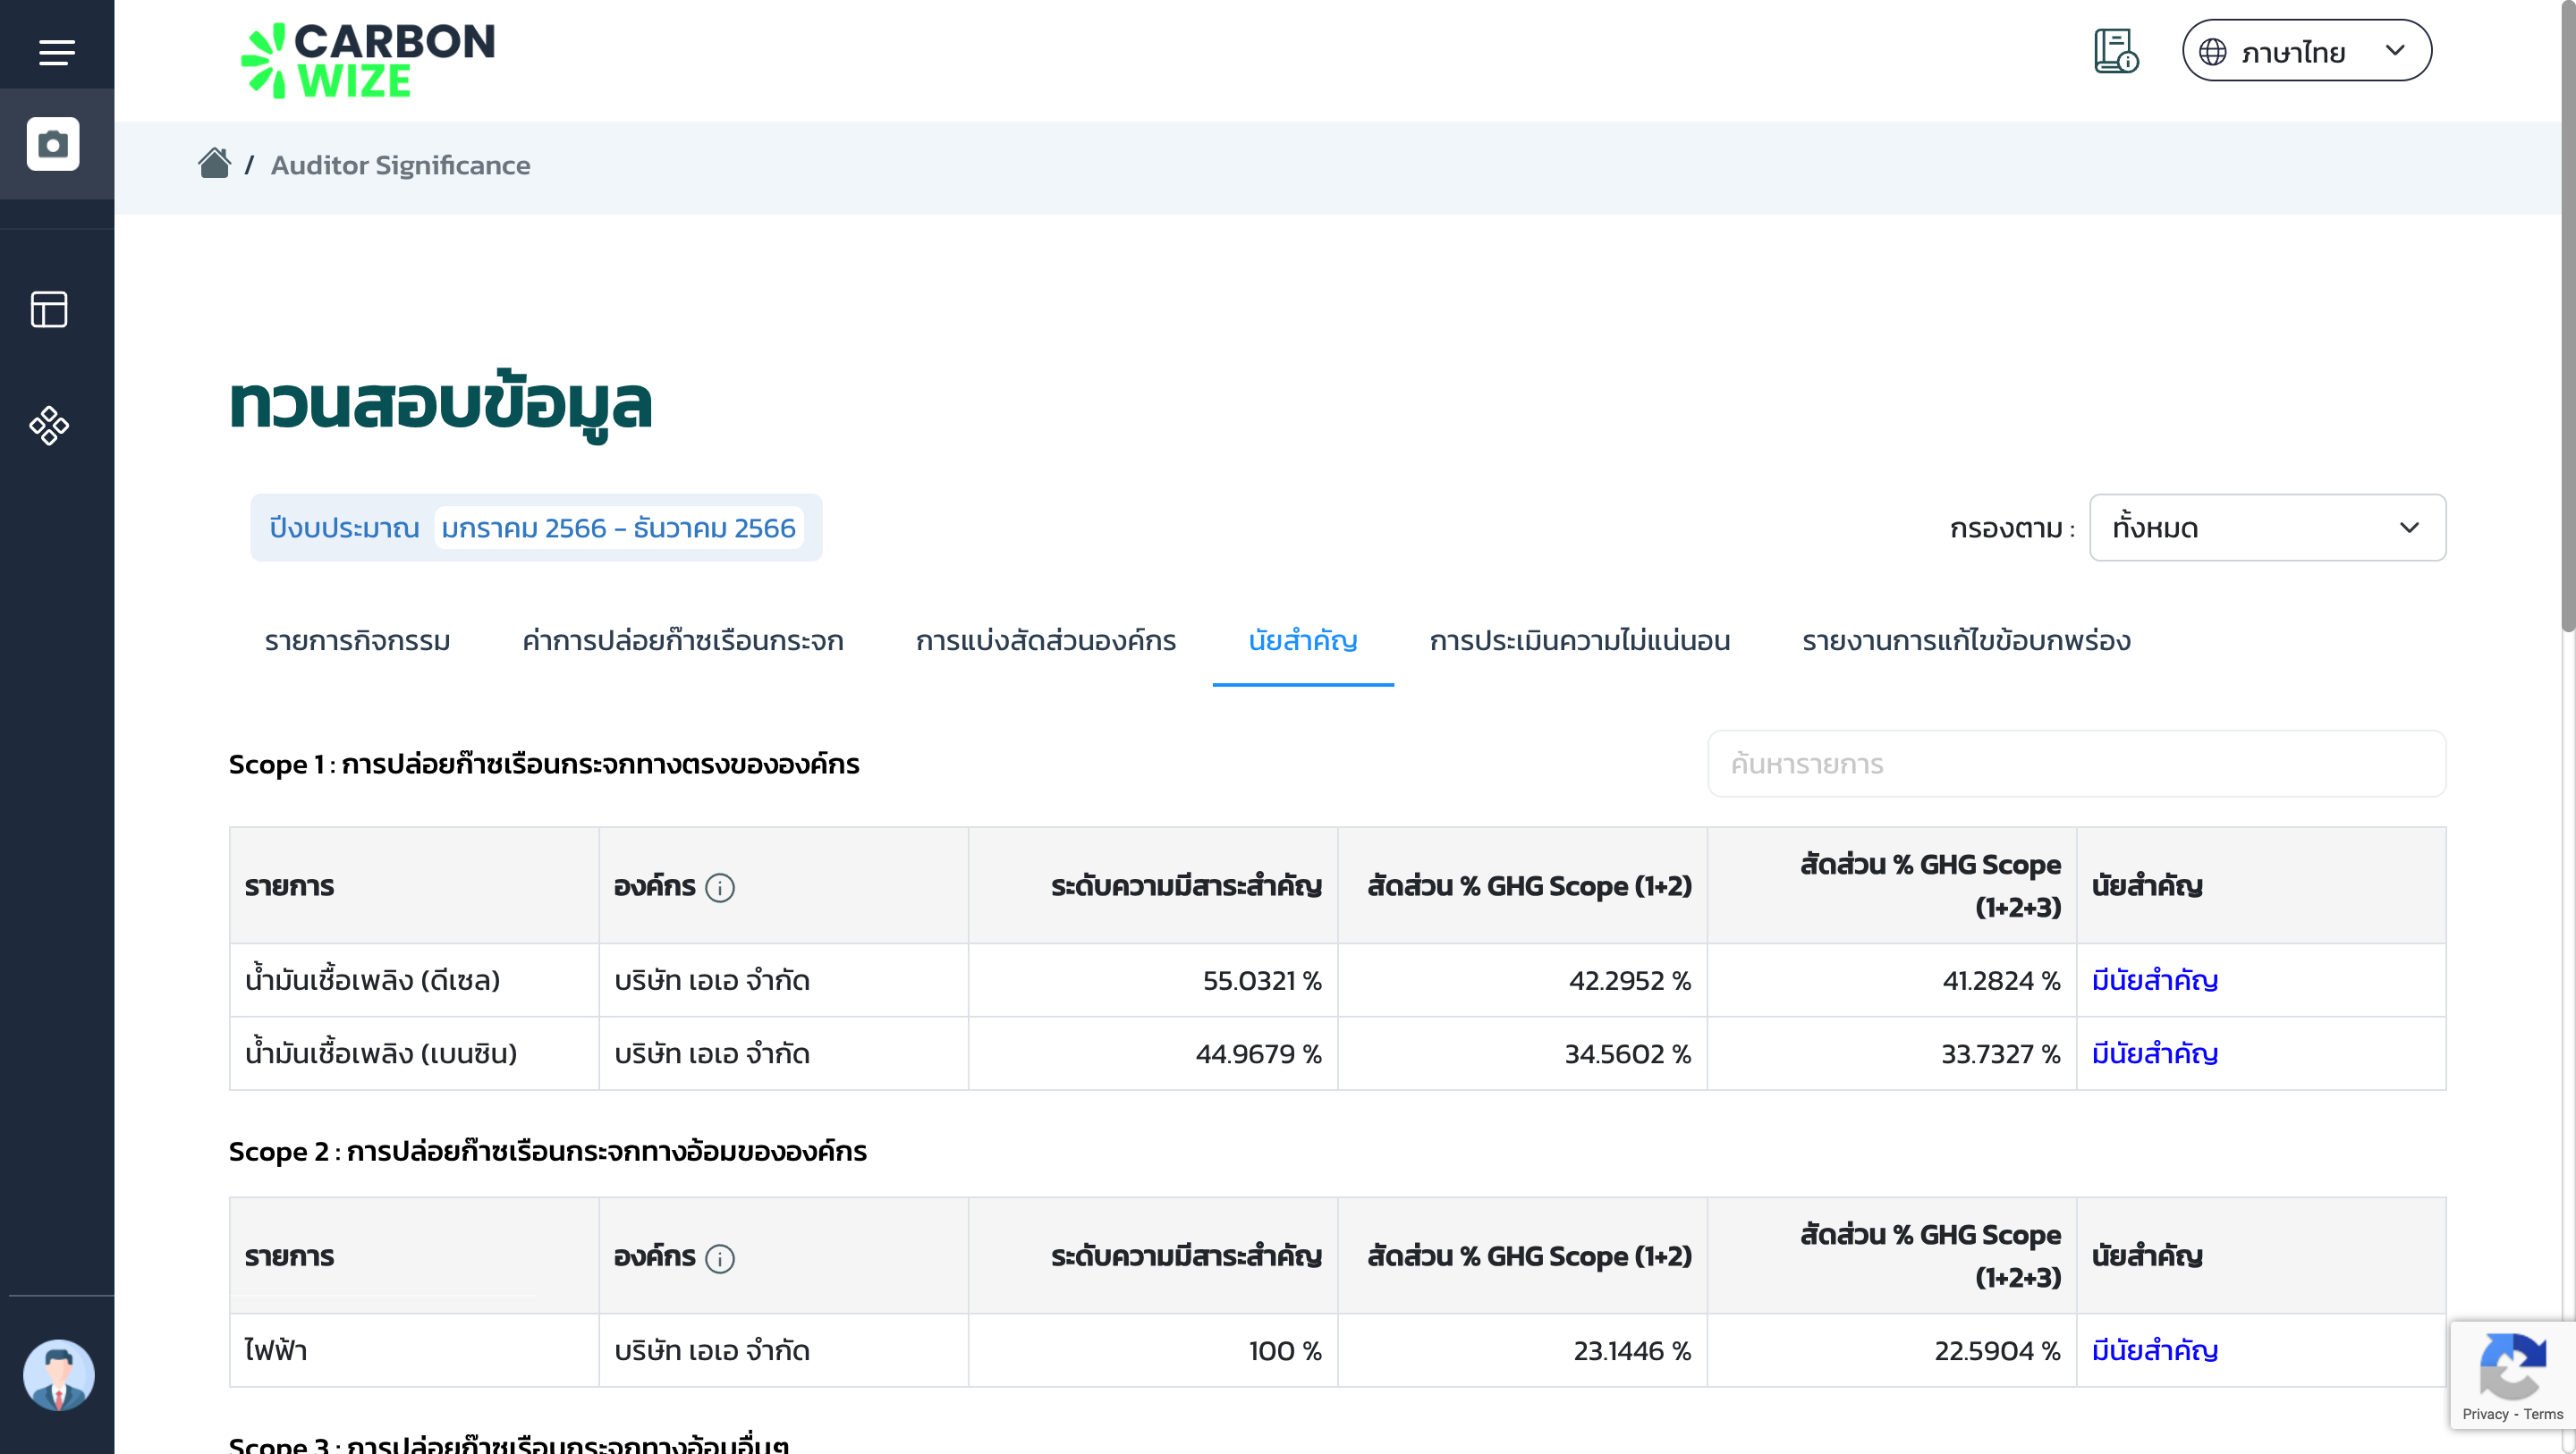 CARBON
WIZE
ภาษาไทย
/ Auditor Significance
ทวนสอบข้อมูล
ปีงบประมาณ มกราคม 2566 - ธันวาคม 2566
กรองตาม : ทั้งหมด
รายการกิจกรรม ค่าการปล่อยก๊าซเรือนกระจก การแบ่งสัดส่วนองค์กร นัยสำคัญ การประเมินความไม่แน่นอน รายงานการแก้ไขข้อบกพร่อง
Scope 1 : การปล่อยก๊าซเรือนกระจกทางตรงขององค์กร
ค้นหารายการ
รายการ องค์กร ระดับความมีสาระสำคัญ สัดส่วน % GHG Scope (1+2) สัดส่วน % GHG Scope (1+2+3) นัยสำคัญ
น้ำมันเชื้อเพลิง (ดีเซล) บริษัท เอเอ จำกัด 55.0321 % 42.2952 % 41.2824 % มีนัยสำคัญ
น้ำมันเชื้อเพลิง (เบนซิน) บริษัท เอเอ จำกัด 44.9679 % 34.5602 % 33.7327 % มีนัยสำคัญ
Scope 2 : การปล่อยก๊าซเรือนกระจกทางอ้อมขององค์กร
รายการ องค์กร ระดับความมีสาระสำคัญ สัดส่วน % GHG Scope (1+2) สัดส่วน % GHG Scope (1+2+3) นัยสำคัญ
ไฟฟ้า บริษัท เอเอ จำกัด 100 % 23.1446 % 22.5904 % มีนัยสำคัญ
Privacy - Terms
Scope 3 : การปล่อยก๊าซเรือนกระจกทางอ้อมอื่นๆ